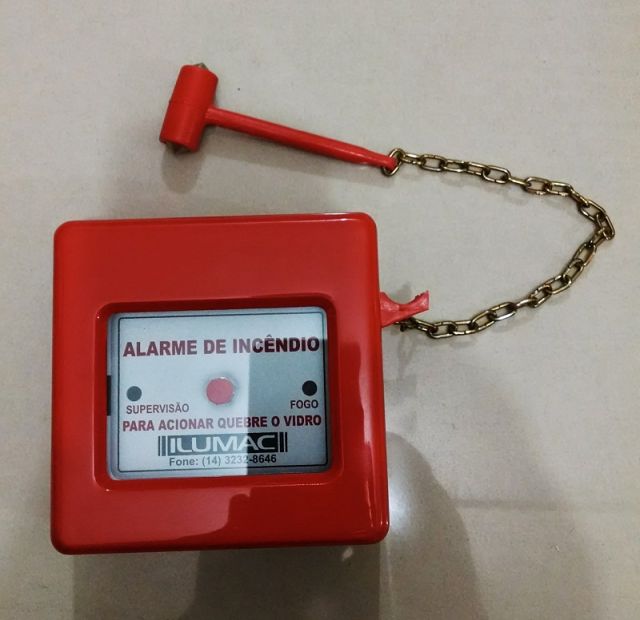 ALARME DE INCÊNDIO
SUPERVISÃO FOGO
PARA ACIONAR QUEBRE O VIDRO
ILUMAC
Fone: (14) 3232-8646